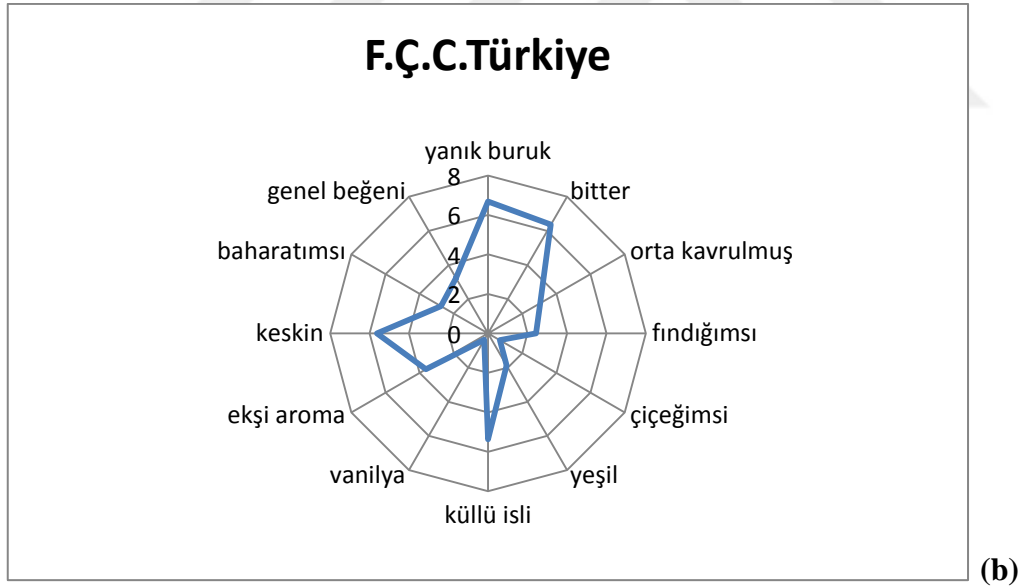 F.Ç.C.Türkiye
yanık buruk
8
genel beğeni
bitter
6
baharatımsı
4
orta kavrulmuş
2
keskin
0
fındığımsı
ekşi aroma
çiçeğimsi
vanilya
yeşil
küllü isli
(b)